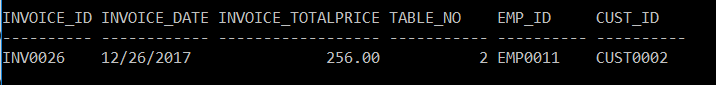 INVOICE_ID INVOICE_DATE INVOICE_TOTALPRICE TABLE_NO EMP_ID CUST_ID
---------- ------------ ------------------ ----------- ---------- ----------
INV0026 12/26/2017 256.00 2 EMP0011 CUST0002